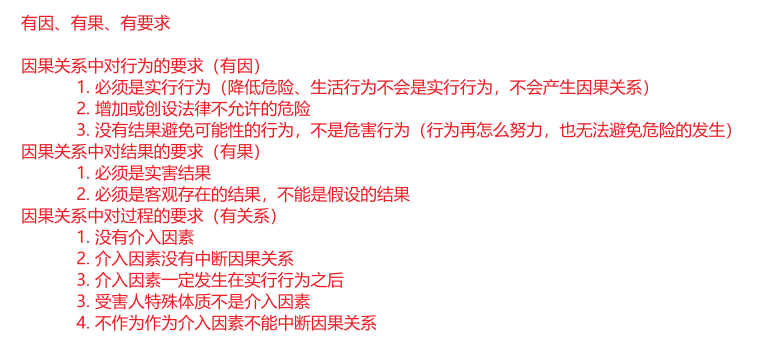 有因、有果、有要求
因果关系中对行为的要求（有因）
1. 必须是实行行为（降低危险、生活行为不会是实行行为，不会产生因果关系）
2. 增加或创设法律不允许的危险
3. 没有结果避免可能性的行为，不是危害行为（行为再怎么努力，也无法避免危险的发生）
因果关系中对结果的要求（有果）
1. 必须是实害结果
2. 必须是客观存在的结果，不能是假设的结果
因果关系中对过程的要求（有关系）
1. 没有介入因素
2. 介入因素没有中断因果关系
3. 介入因素一定发生在实行行为之后
3. 受害人特殊体质不是介入因素
4. 不作为作为介入因素不能中断因果关系